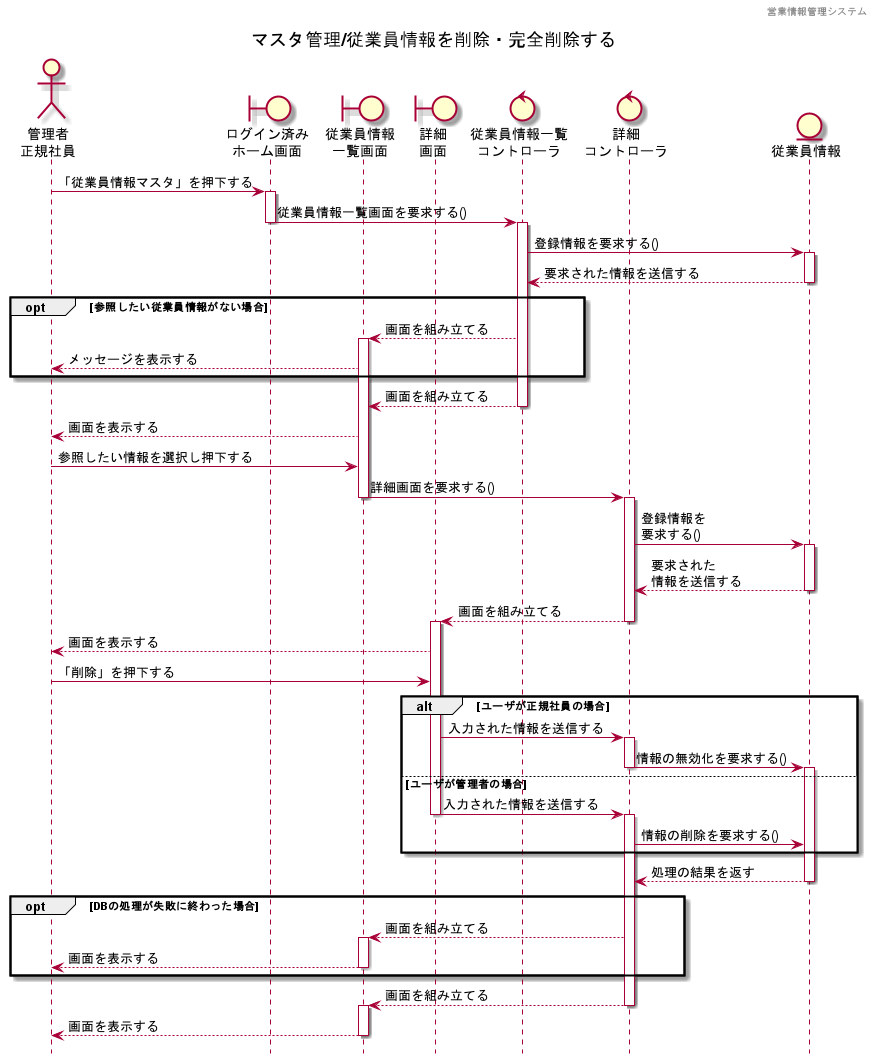 営業情報管理システム
マスタ管理/従業員情報を削除・完全削除する
管理者
正規社員
ログイン済み
ホーム画面
従業員情報
一覧画面
詳細
画面
従業員情報一覧
コントローラ
詳細
コントローラ
従業員情報
「従業員情報マスタ」を押下する
従業員情報一覧画面を要求する()
登録情報を要求する()
要求された情報を送信する
opt [参照したい従業員情報がない場合]
画面を組み立てる
メッセージを表示する
画面を組み立てる
画面を表示する
参照したい情報を選択し押下する
詳細画面を要求する()
登録情報を
要求する()
要求された
情報を送信する
画面を組み立てる
画面を表示する
「削除」を押下する
alt [ユーザが正規社員の場合]
入力された情報を送信する
情報の無効化を要求する()
[ユーザが管理者の場合]
入力された情報を送信する
情報の削除を要求する()
処理の結果を返す
opt [DBの処理が失敗に終わった場合]
画面を組み立てる
画面を表示する
画面を組み立てる
画面を表示する